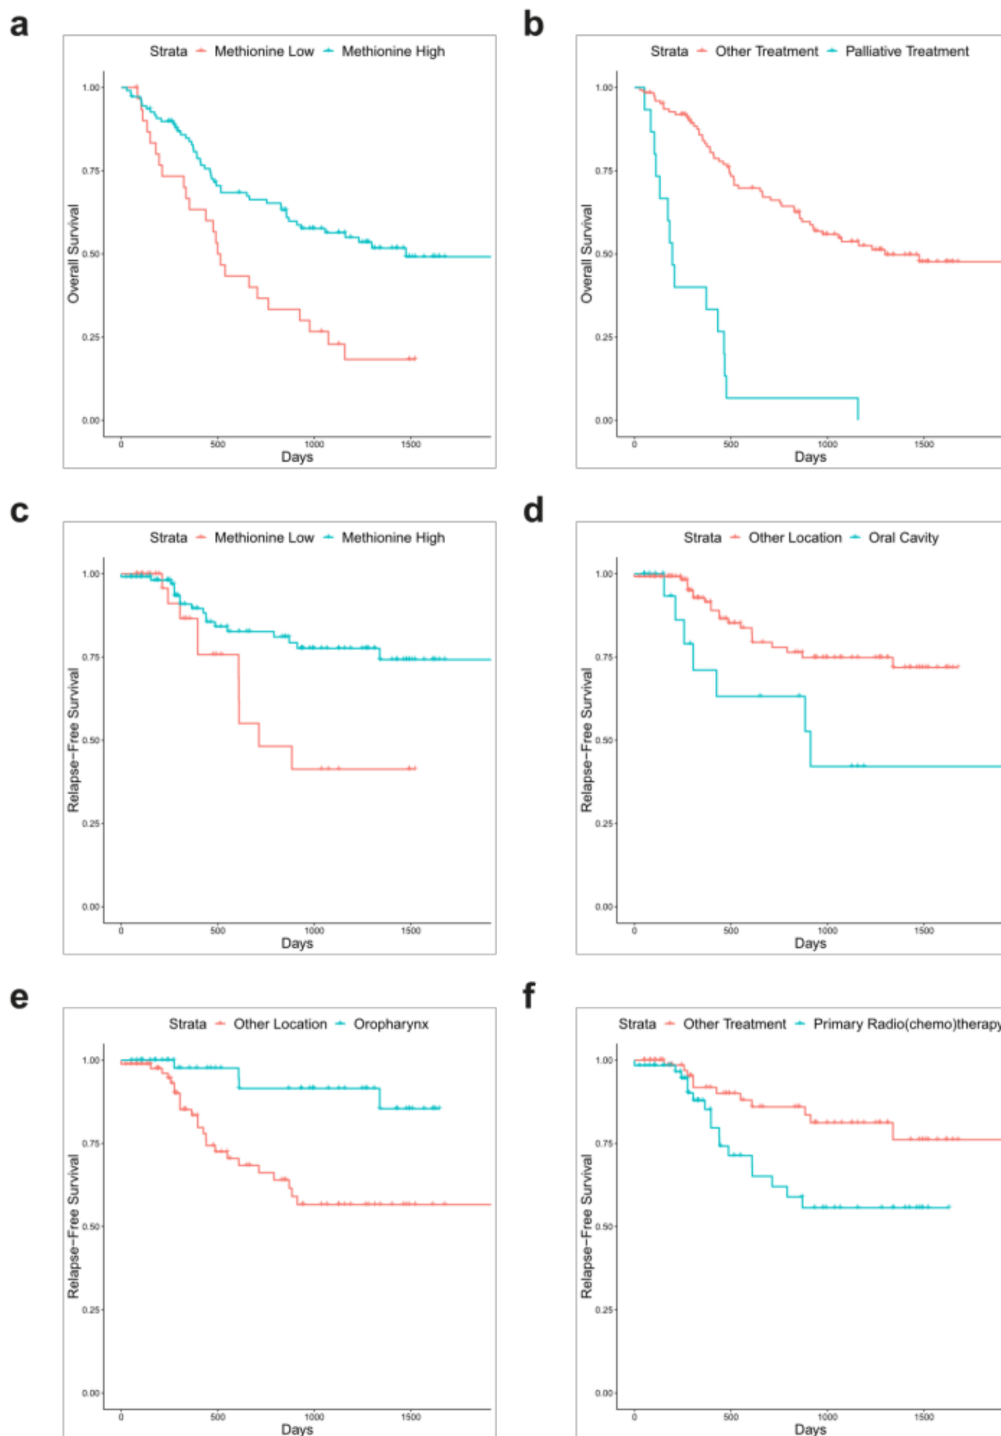 a
b
Strata Methionine Low Methionine High
Strata Other Treatment Palliative Treatment
1.00
0.75
0.50
0.25
0.00
Overall Survival
0 500 1000 1500
Days
1.00
0.75
0.50
0.25
0.00
Overall Survival
0 500 1000 1500
Days
c
d
Strata Methionine Low Methionine High
Strata Other Location Oral Cavity
1.00
0.75
0.50
0.25
0.00
Relapse−Free Survival
0 500 1000 1500
Days
1.00
0.75
0.50
0.25
0.00
Relapse−Free Survival
0 500 1000 1500
Days
e
f
Strata Other Location Oropharynx
Strata Other Treatment Primary Radio(chemo)therapy
1.00
0.75
0.50
0.25
0.00
Relapse−Free Survival
0 500 1000 1500
Days
1.00
0.75
0.50
0.25
0.00
Relapse−Free Survival
0 500 1000 1500
Days